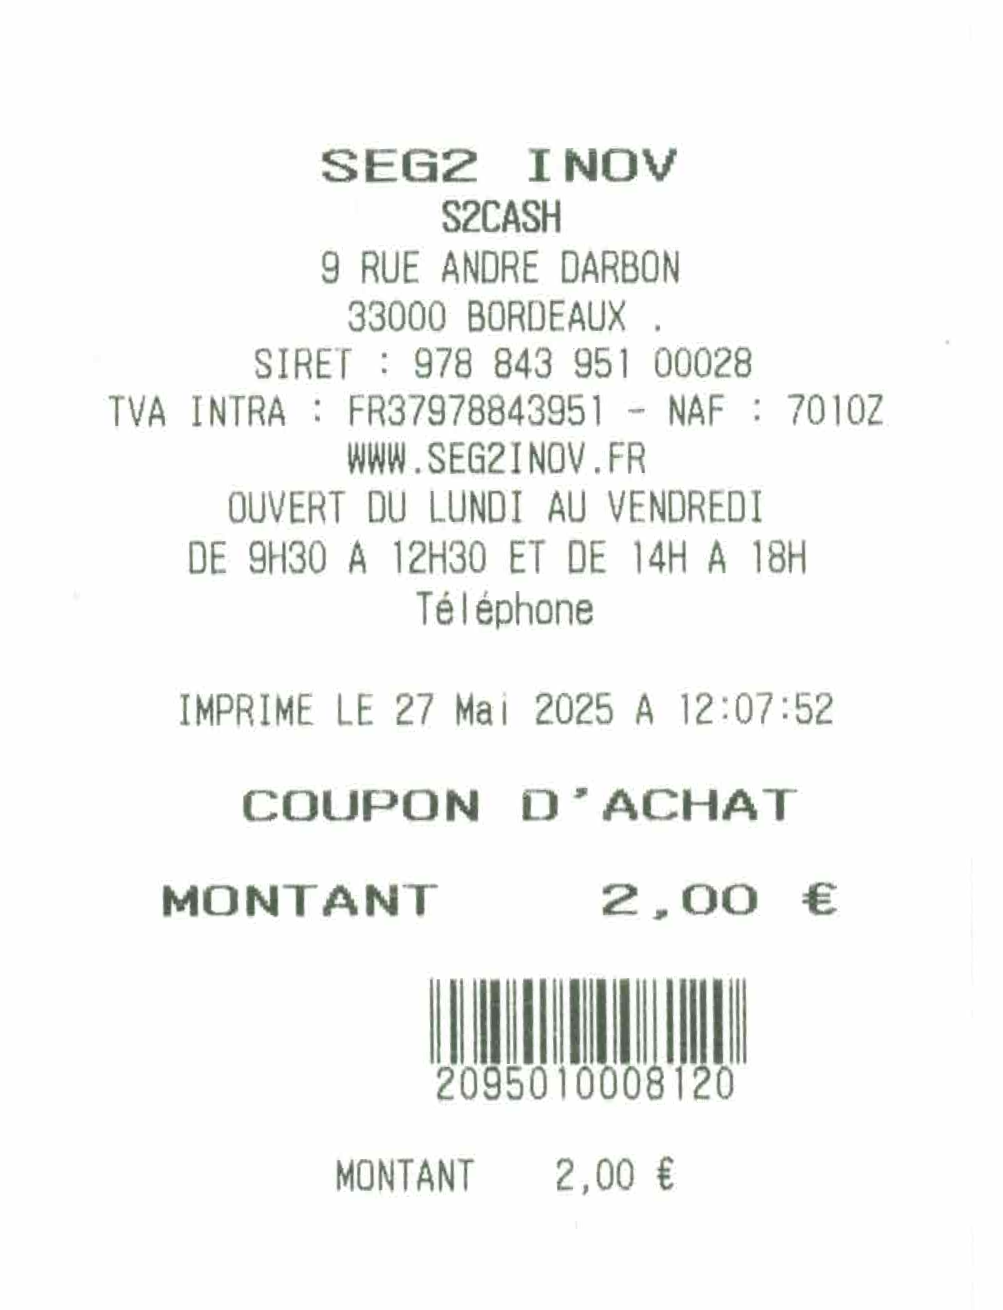 SEG2 INOV
S2CASH
9 RUE ANDRE DARBON
33000 BORDEAUX .
SIRET : 978 843 951 00028
TVA INTRA : FR37978843951 - NAF : 7010Z
WWW.SEG2INOV.FR
OUVERT DU LUNDI AU VENDREDI
DE 9H30 A 12H30 ET DE 14H A 18H
Téléphone
IMPRIME LE 27 Mai 2025 A 12:07:52
COUPON D'ACHAT
MONTANT 2,00 €
2095010008120
MONTANT 2,00 €